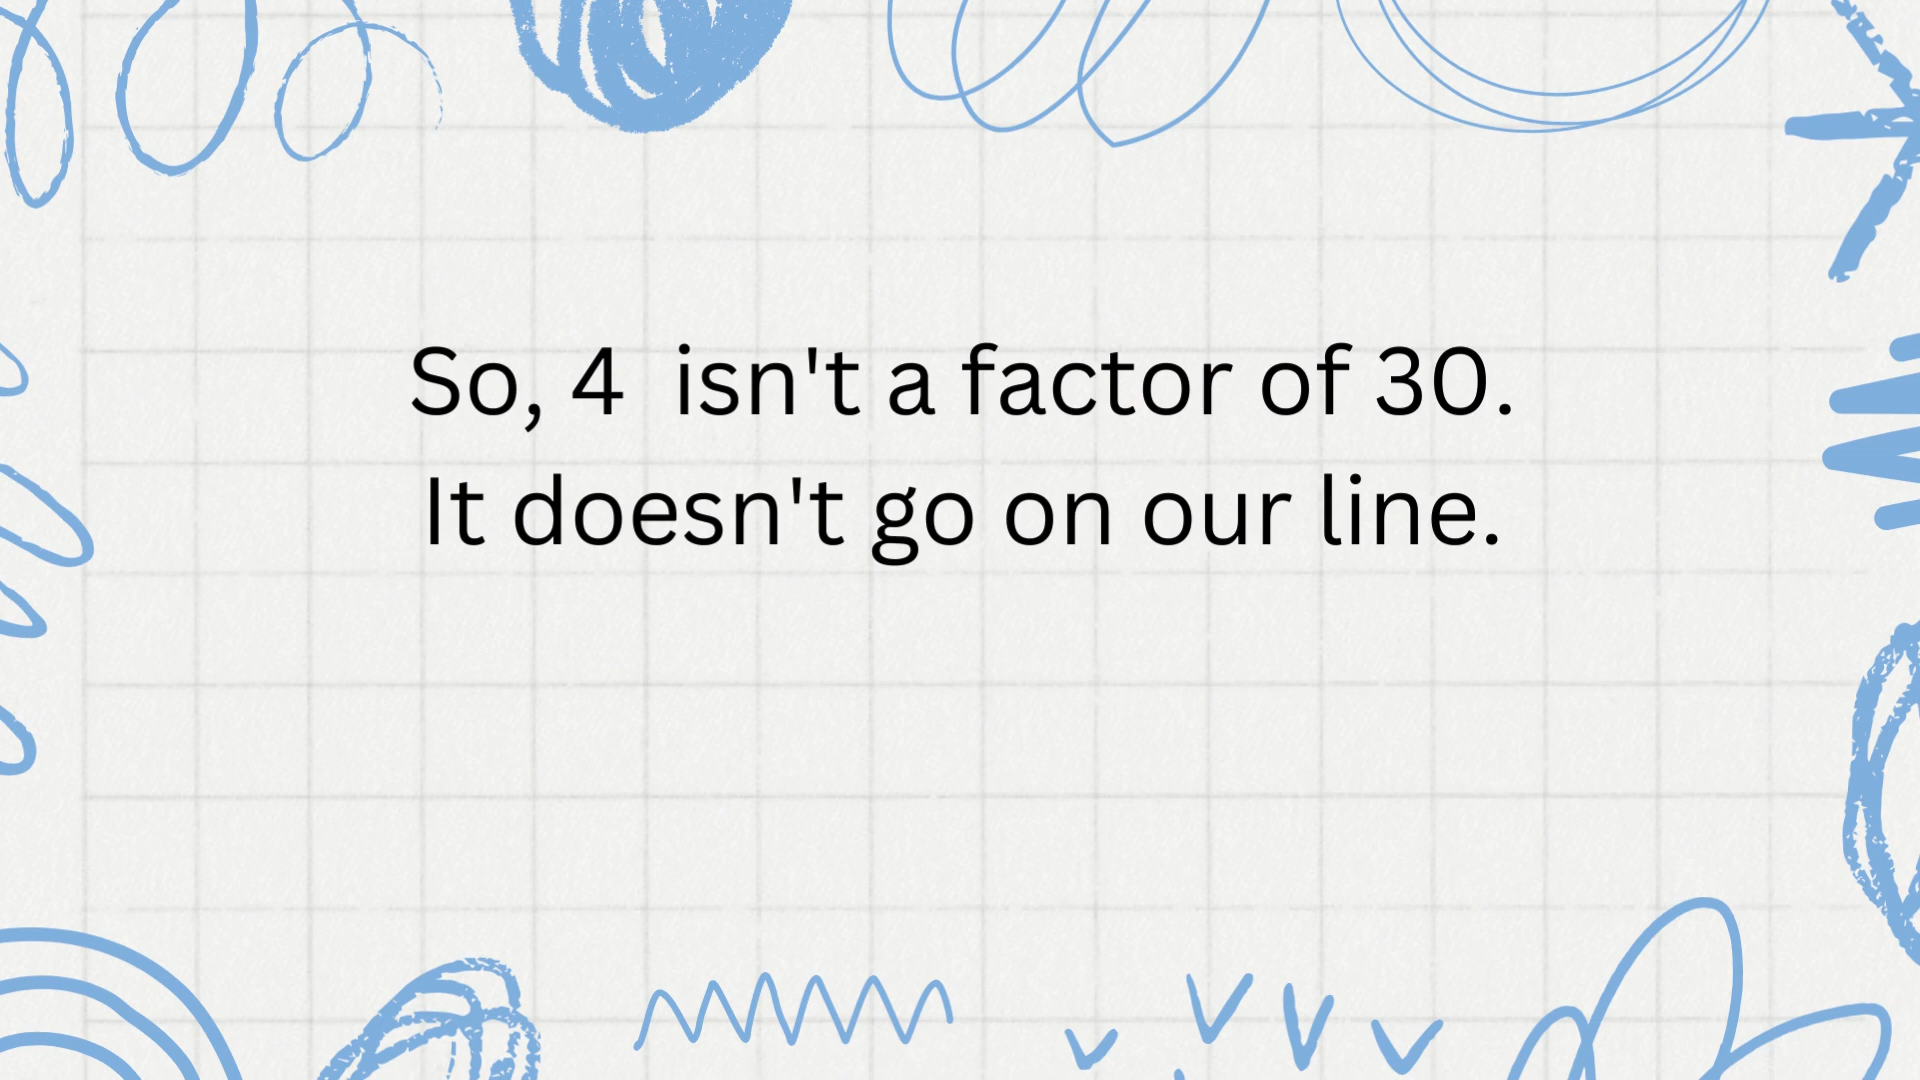 So, 4  isn't a factor of 30.
It doesn't go on our line.